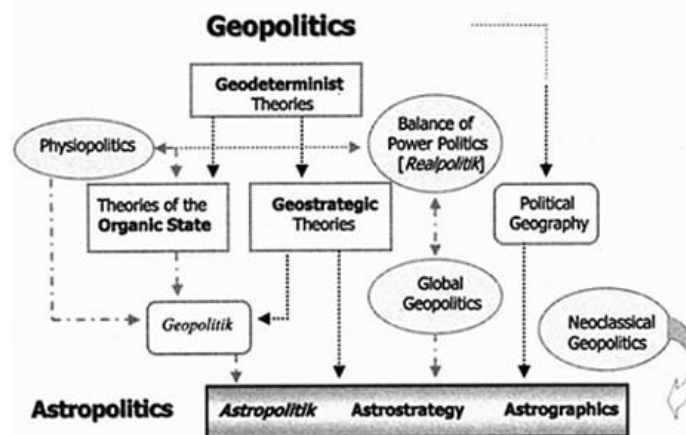 Geopolitics
Geodeterminist
Theories
Physiopolitics
Balance of
Power Politics
[Realpolitik]
Theories of the
Organic State
Geostrategic
Theories
Political
Geography
Global
Geopolitics
Geopolitik
Neoclassical
Geopolitics
Astropolitics
Astropolitik
Astrostrategy
Astrographics